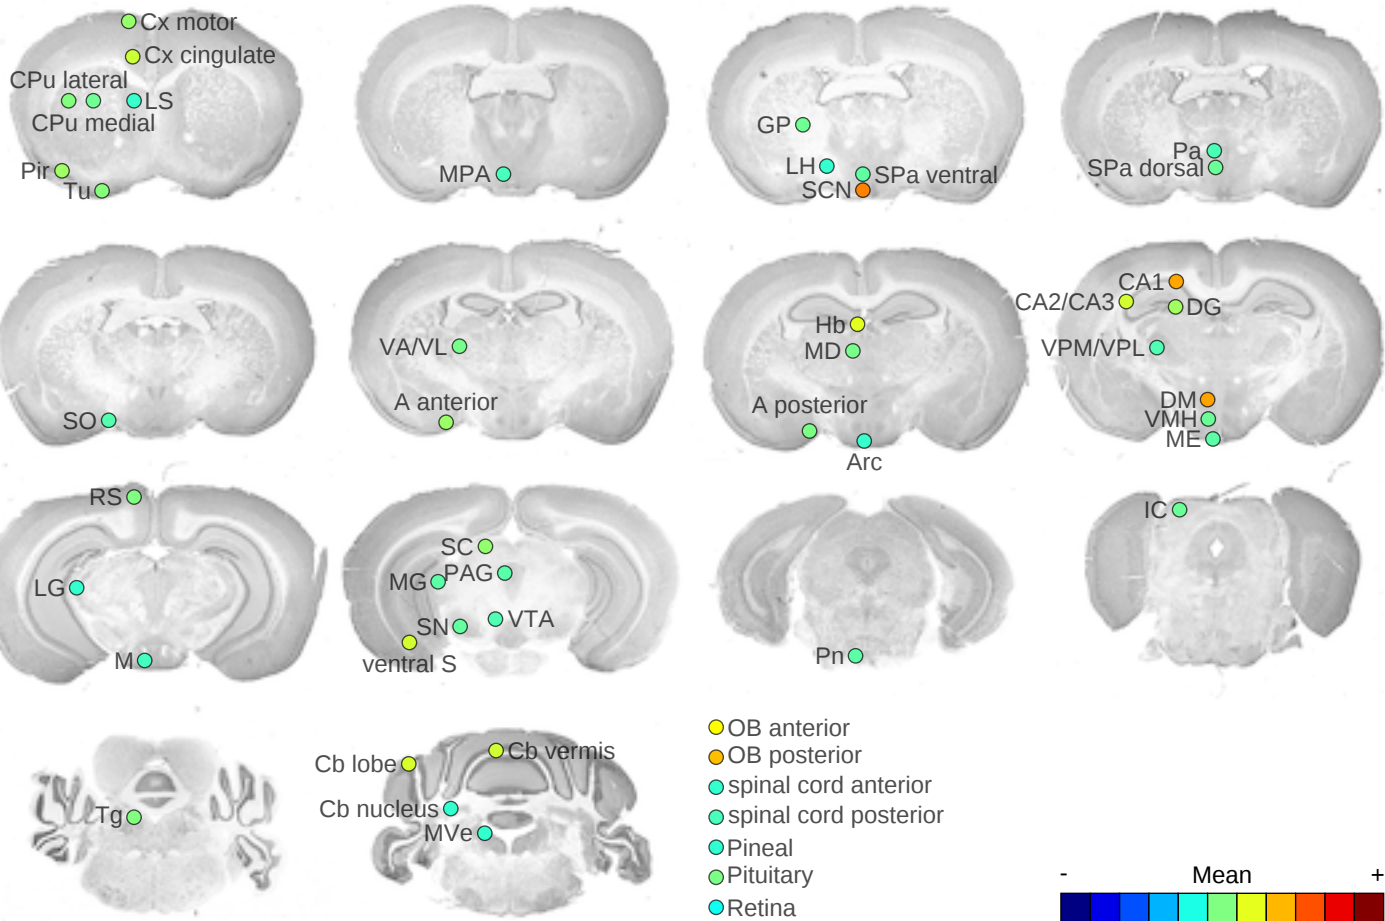 Cx motor
Cx cingulate
CPu lateral
LS
CPu medial
Pir
Tu
MPA
GP
LH
SPa ventral
SCN
Pa
SPa dorsal
SO
VA/VL
A anterior
Hb
MD
A posterior
Arc
CA1
CA2/CA3
DG
VPM/VPL
DM
VMH
ME
RS
LG
M
SC
PAG
MG
VTA
SN
ventral S
Pn
IC
Tg
Cb vermis
Cb lobe
Cb nucleus
MVe
OB anterior
OB posterior
spinal cord anterior
spinal cord posterior
Pineal
Pituitary
Retina
- Mean +